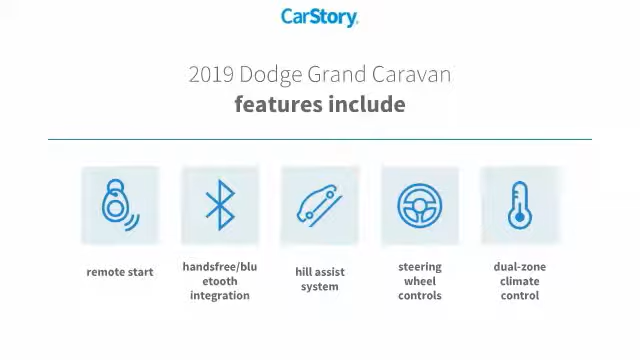 CarStory.
2019 Dodge Grand Caravan
features include
remote start
handsfree/blu
etooth
integration
hill assist
system
steering
wheel
controls
dual-zone
climate
control